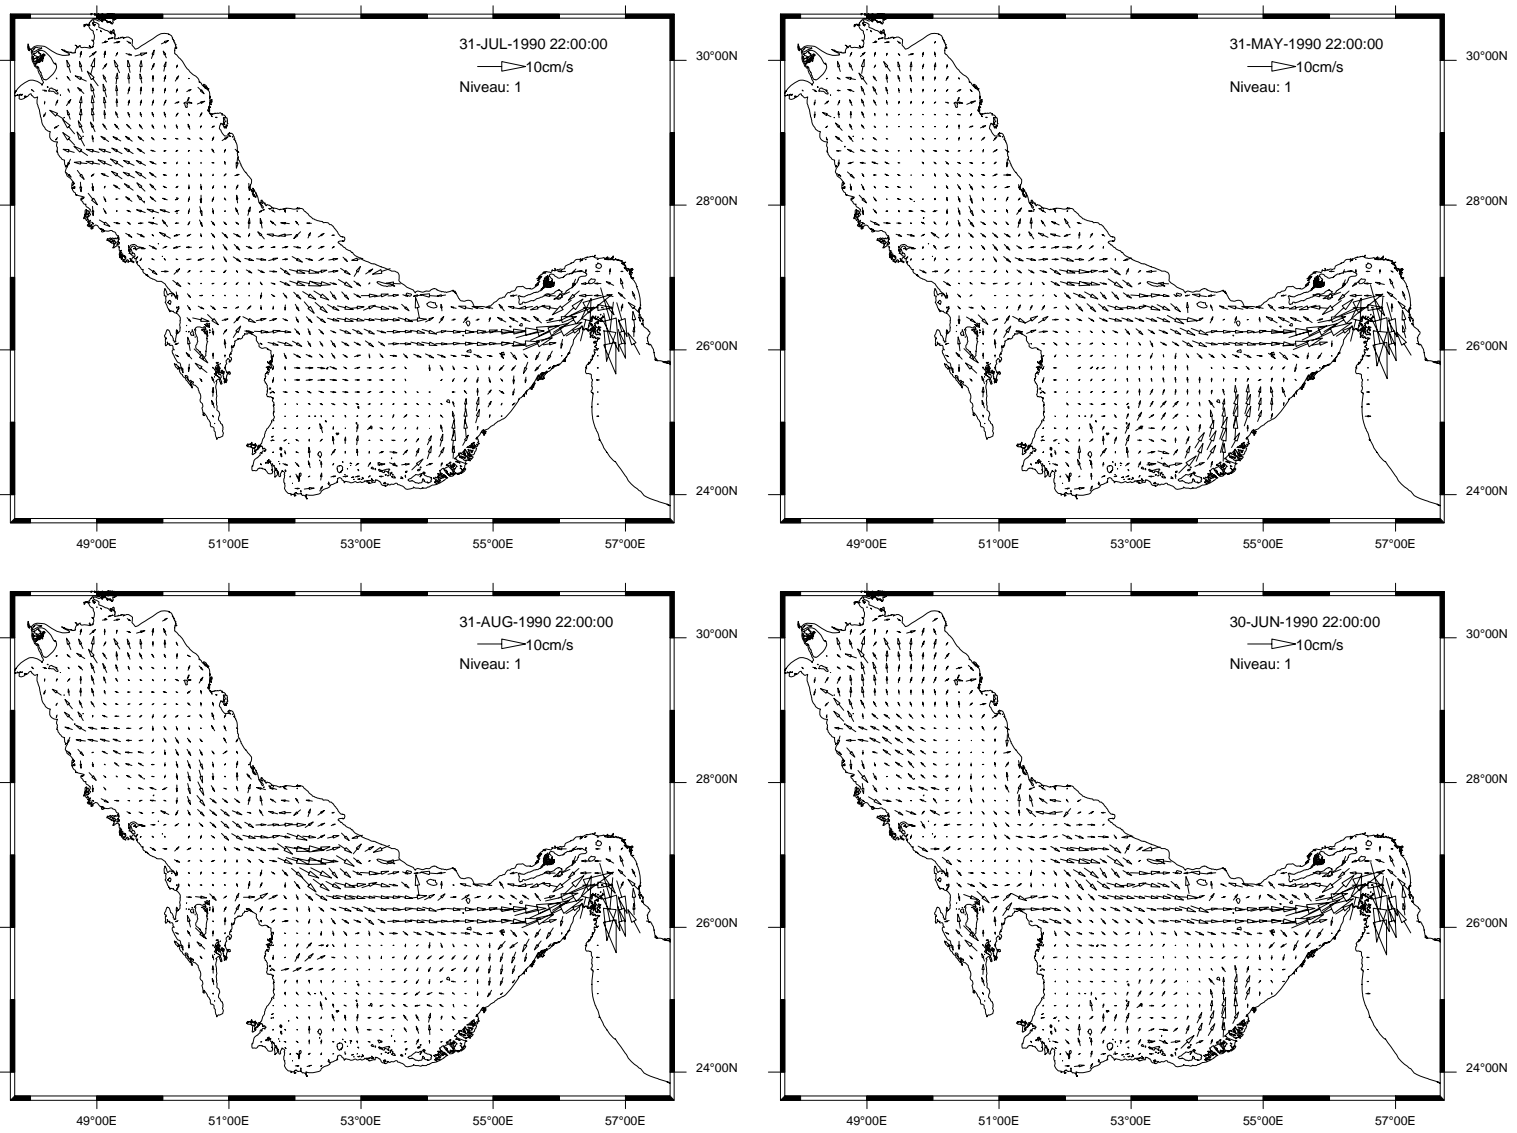 31-JUL-1990 22:00:00
10cm/s
Niveau: 1
30°00N
28°00N
26°00N
24°00N
49°00E 51°00E 53°00E 55°00E 57°00E
31-MAY-1990 22:00:00
10cm/s
Niveau: 1
30°00N
28°00N
26°00N
24°00N
49°00E 51°00E 53°00E 55°00E 57°00E
31-AUG-1990 22:00:00
10cm/s
Niveau: 1
30°00N
28°00N
26°00N
24°00N
49°00E 51°00E 53°00E 55°00E 57°00E
30-JUN-1990 22:00:00
10cm/s
Niveau: 1
30°00N
28°00N
26°00N
24°00N
49°00E 51°00E 53°00E 55°00E 57°00E